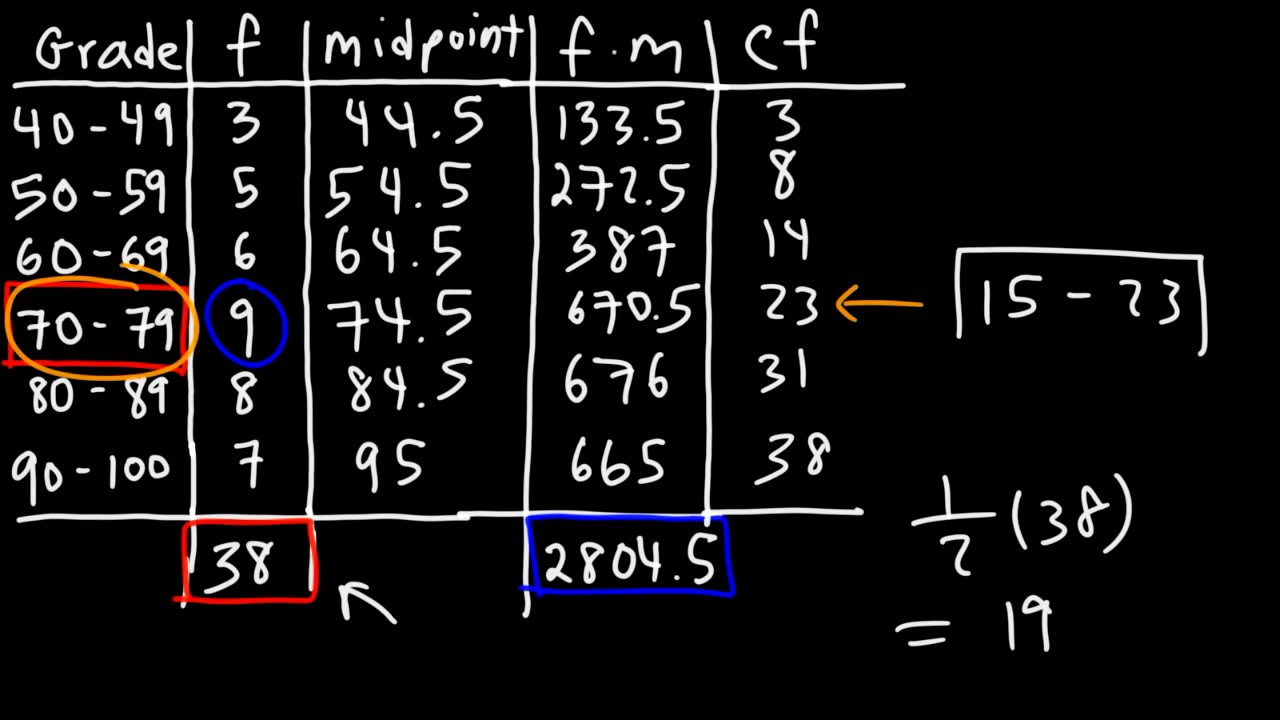 Grade f midpoint f·m cf
40-49 3 44.5 133.5 3
50-59 5 54.5 272.5 8
60-69 6 64.5 387 14
70-79 9 74.5 670.5 23 ← 15-23
80-89 8 84.5 676 31
90-100 7 95 665 38
38 2804.5
1/2 (38)
= 19